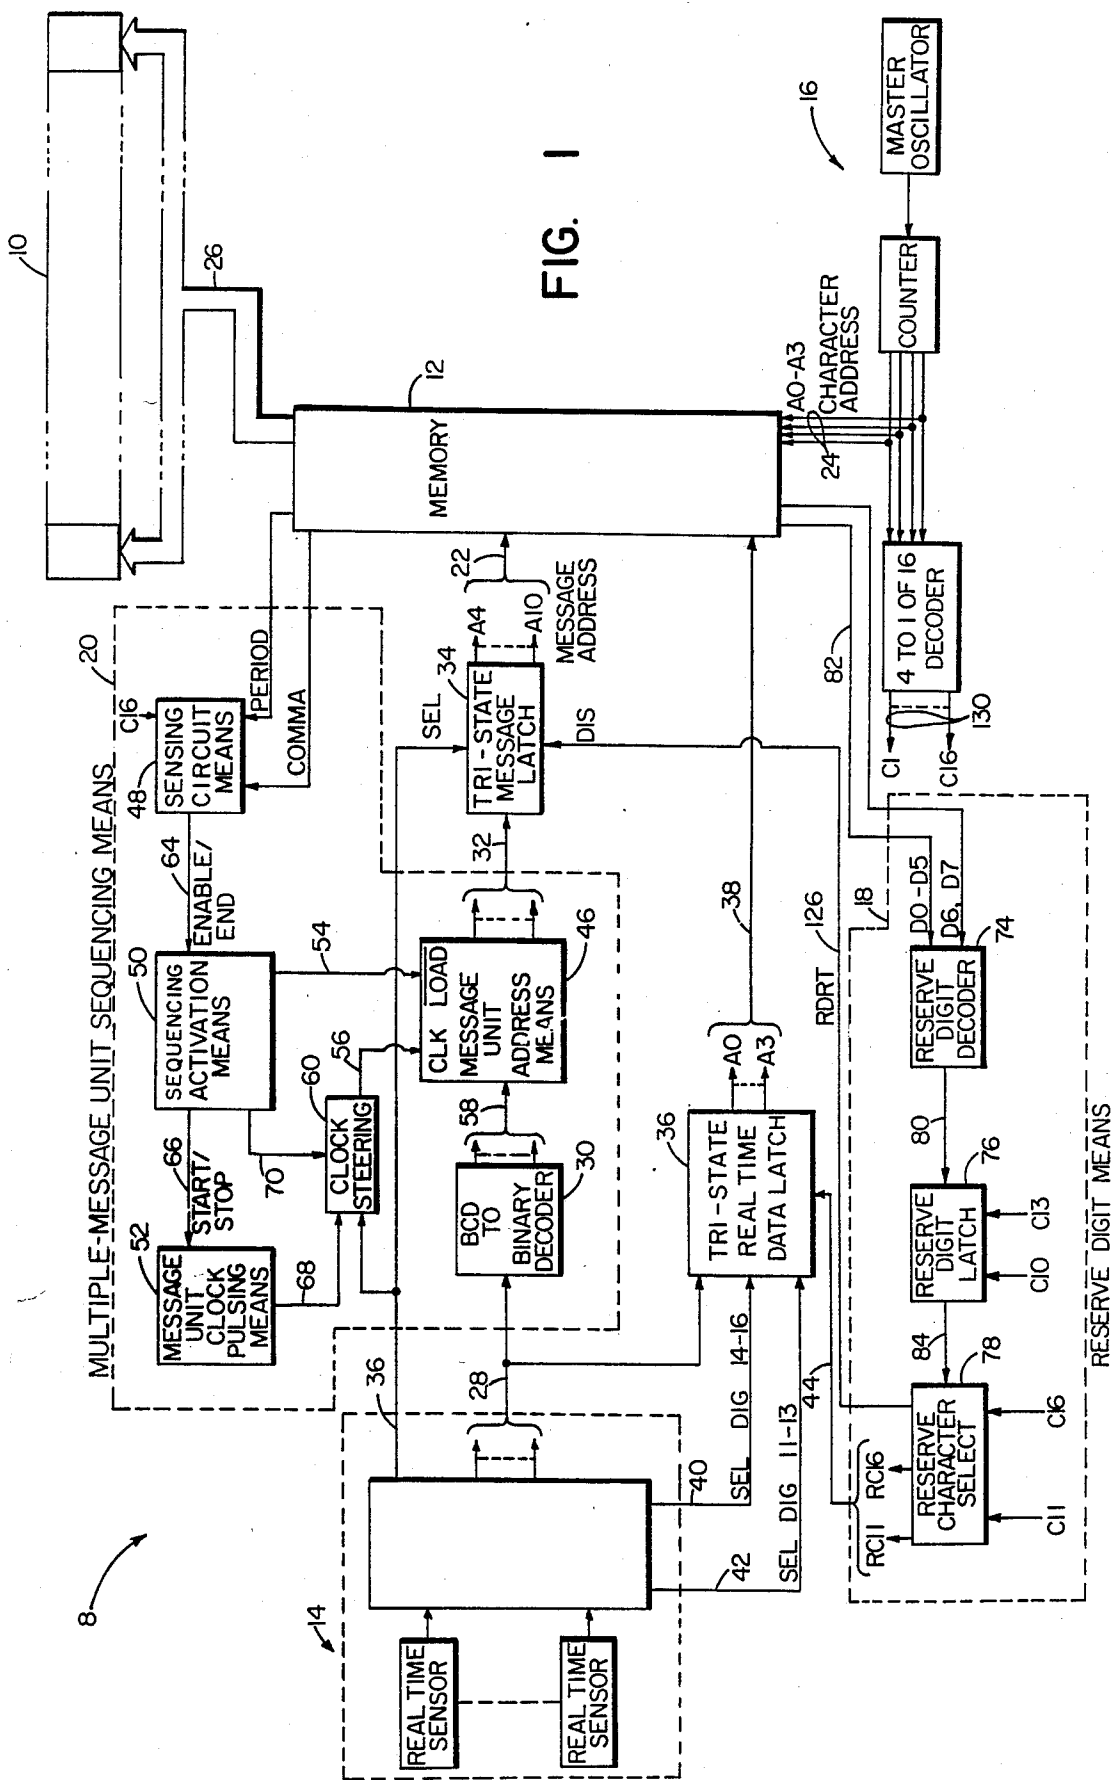 8
14
REAL TIME
SENSOR
REAL TIME
SENSOR
36
28
40
42
SEL DIG 14-16
SEL DIG 11-13
44
MULTIPLE-MESSAGE UNIT SEQUENCING MEANS
20
52
MESSAGE
UNIT
CLOCK
PULSING
MEANS
66
START/
STOP
68
70
50
SEQUENCING
ACTIVATION
MEANS
64
ENABLE/
END
54
56
60
CLOCK
STEERING
48
SENSING
CIRCUIT
MEANS
C16
PERIOD
COMMA
BCD
TO
BINARY
DECODER
30
58
CLK LOAD
MESSAGE
UNIT
ADDRESS
MEANS
46
32
SEL
TRI-STATE
MESSAGE
LATCH
34
DIS
A4
A10
MESSAGE
ADDRESS
22
36
TRI-STATE
REAL TIME
DATA LATCH
A0
A3
38
RDRT
126
MEMORY
12
10
26
FIG. 1
16
MASTER
OSCILLATOR
COUNTER
A0-A3
CHARACTER
ADDRESS
24
4 TO 1 OF 16
DECODER
C1
C16
130
82
18
D0-D5
D6, D7
RESERVE
DIGIT
DECODER
74
80
RESERVE
DIGIT
LATCH
76
C10
C13
84
RESERVE
CHARACTER
SELECT
78
RC11
RC16
C11
C16
RESERVE DIGIT MEANS